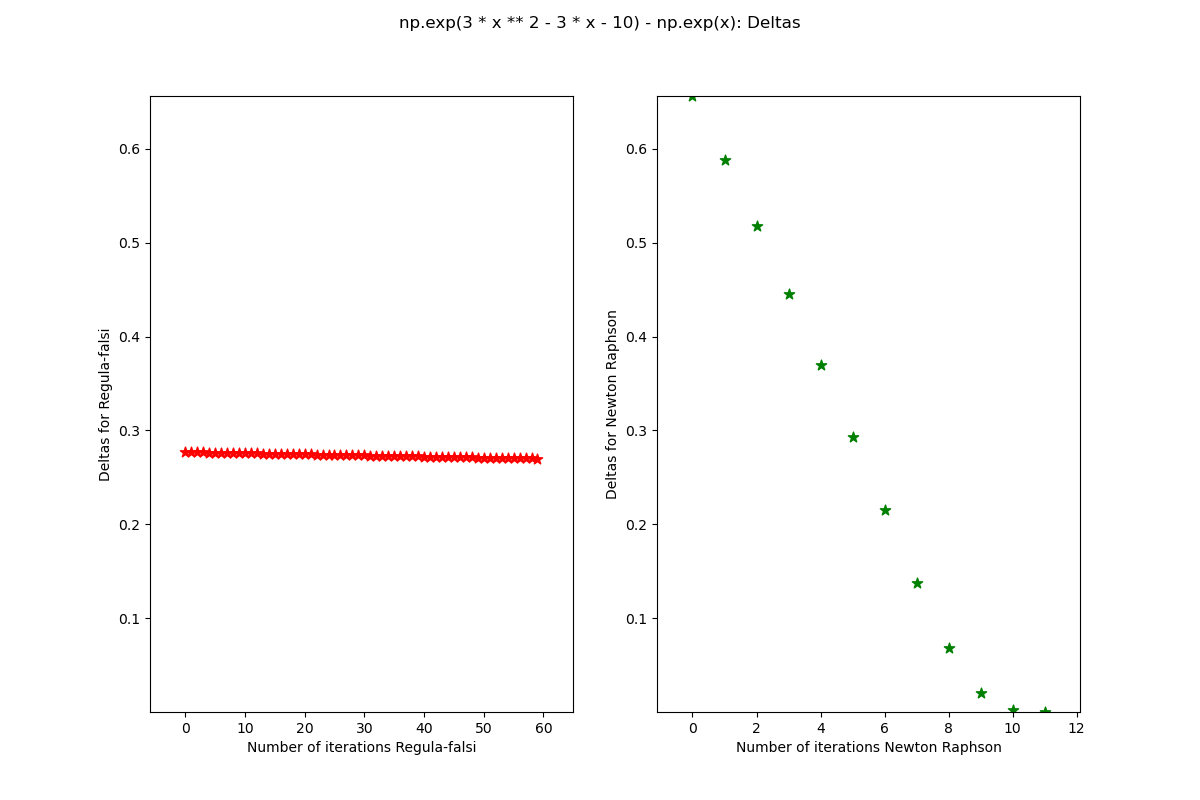 np.exp(3 * x ** 2 - 3 * x - 10) - np.exp(x): Deltas
0.6
0.5
0.4
0.3
0.2
0.1
Deltas for Regula-falsi
0 10 20 30 40 50 60
Number of iterations Regula-falsi
0.6
0.5
0.4
0.3
0.2
0.1
Deltas for Newton Raphson
0 2 4 6 8 10 12
Number of iterations Newton Raphson